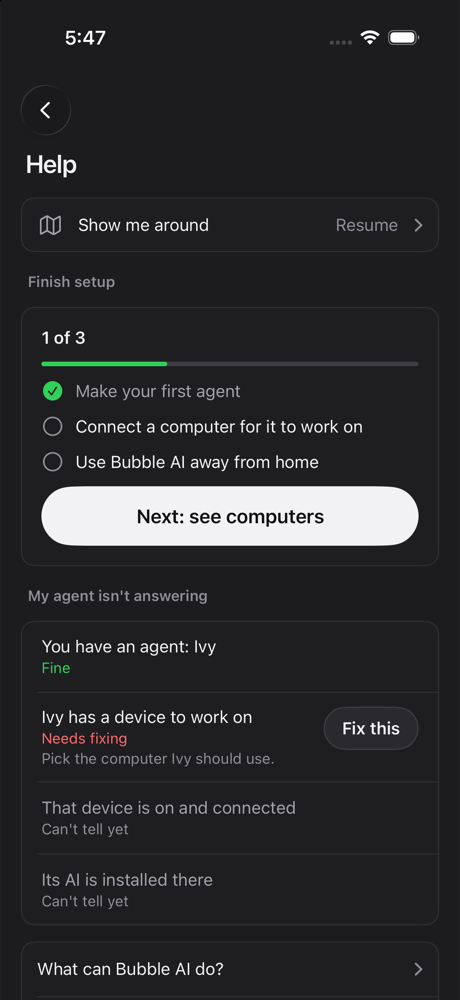 5:47
Help
Show me around
Resume
Finish setup
1 of 3
Make your first agent
Connect a computer for it to work on
Use Bubble AI away from home
Next: see computers
My agent isn't answering
You have an agent: Ivy
Fine
Ivy has a device to work on
Needs fixing
Pick the computer Ivy should use.
Fix this
That device is on and connected
Can't tell yet
Its AI is installed there
Can't tell yet
What can Bubble AI do?